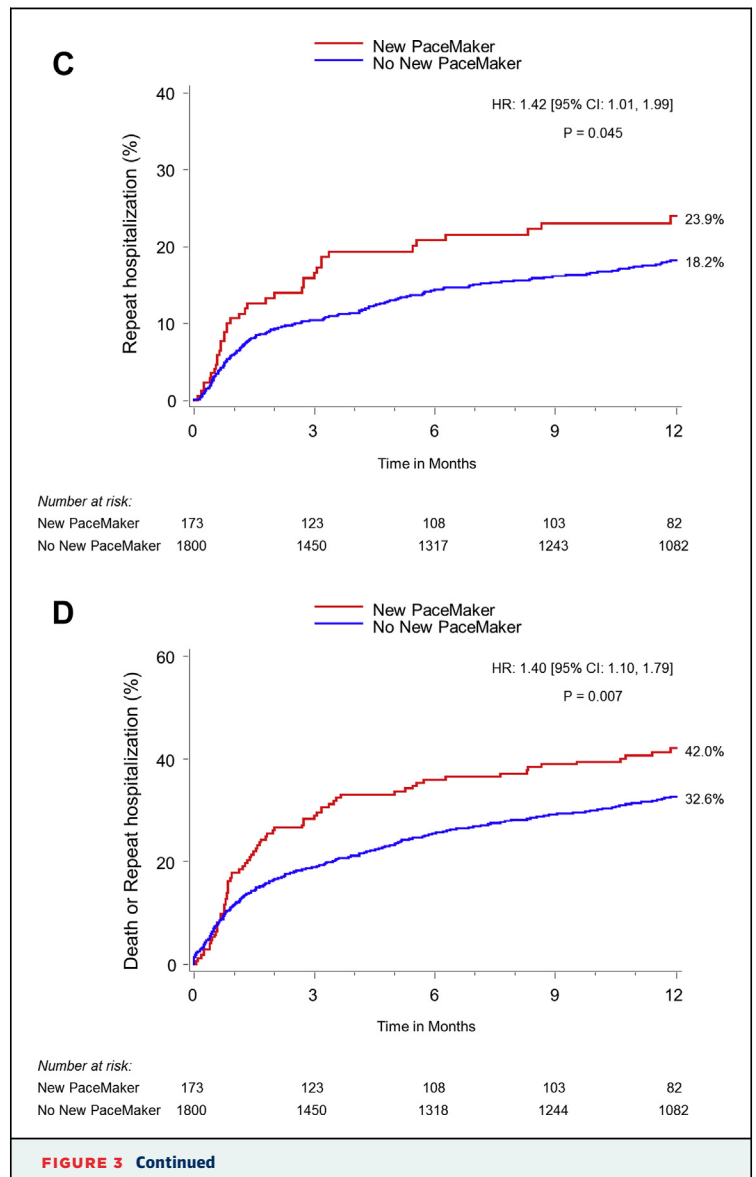 C
New PaceMaker
No New PaceMaker
40
30
20
10
0
Repeat hospitalization (%)
HR: 1.42 [95% CI: 1.01, 1.99]
P = 0.045
23.9%
18.2%
0 3 6 9 12
Time in Months
Number at risk:
New PaceMaker 173 123 108 103 82
No New PaceMaker 1800 1450 1317 1243 1082
D
New PaceMaker
No New PaceMaker
60
40
20
0
Death or Repeat hospitalization (%)
HR: 1.40 [95% CI: 1.10, 1.79]
P = 0.007
42.0%
32.6%
0 3 6 9 12
Time in Months
Number at risk:
New PaceMaker 173 123 108 103 82
No New PaceMaker 1800 1450 1318 1244 1082
FIGURE 3 Continued